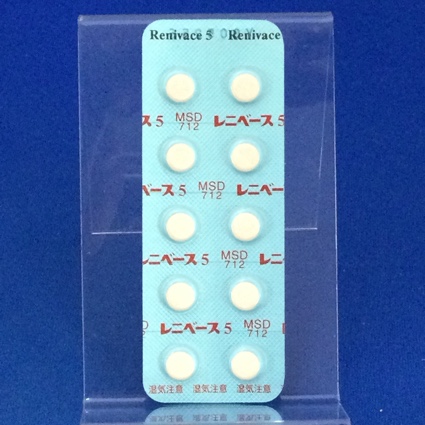 Renivace 5 Renivace
ス5 MSD 712 レニベース5
ニベース5 MSD 712 レニベ
ニベース5 MSD 712 レニ
レニベース5 MSD 712 レ
湿気注意 湿気注意 湿気注意